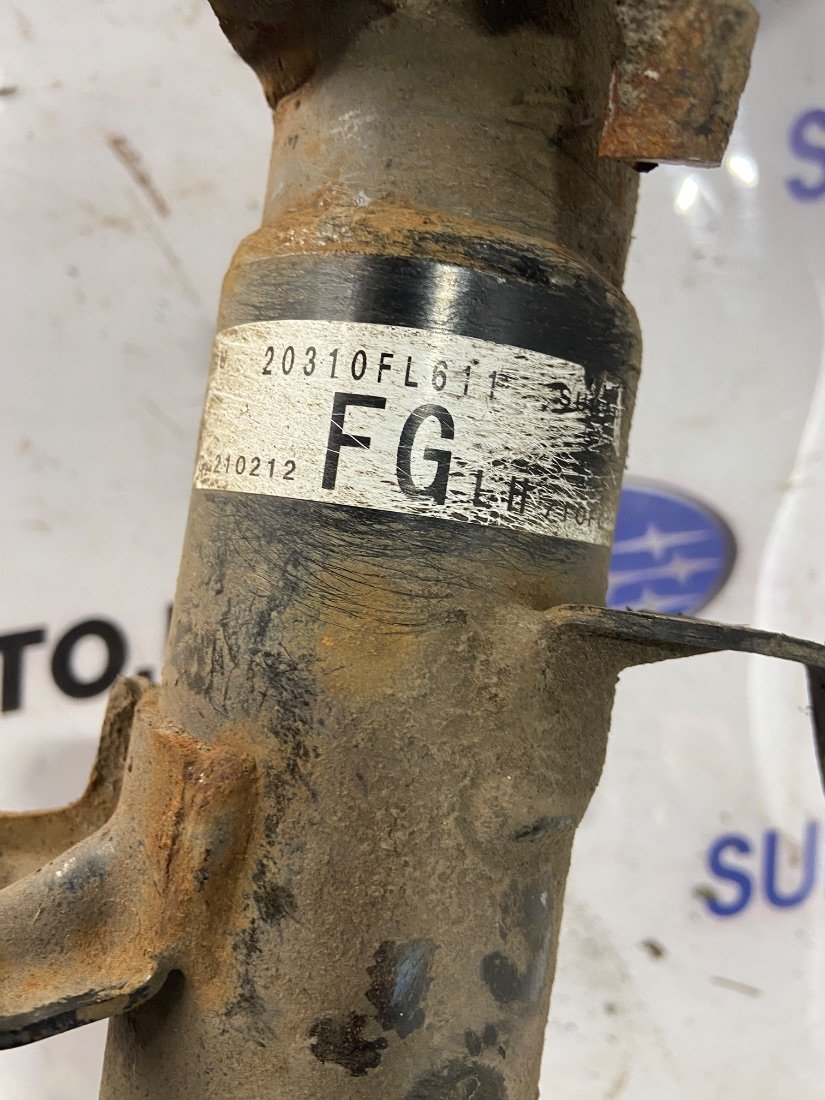 20310FL611
210212 FG LH
TO.
SU